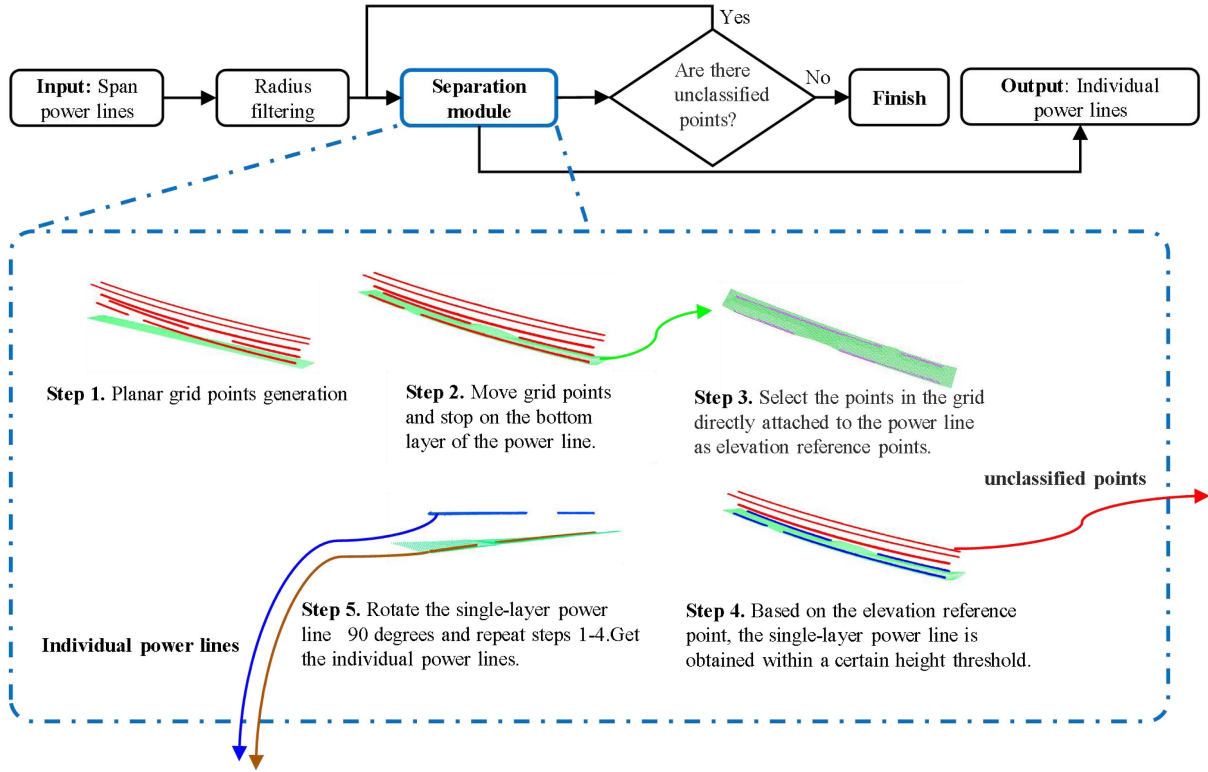 Yes
Input: Span
power lines
Radius
filtering
Separation
module
Are there
unclassified
points?
No
Finish
Output: Individual
power lines
Step 1. Planar grid points generation
Step 2. Move grid points
and stop on the bottom
layer of the power line.
Step 3. Select the points in the grid
directly attached to the power line
as elevation reference points.
unclassified points
Step 4. Based on the elevation reference
point, the single-layer power line is
obtained within a certain height threshold.
Step 5. Rotate the single-layer power
line 90 degrees and repeat steps 1-4.Get
the individual power lines.
Individual power lines